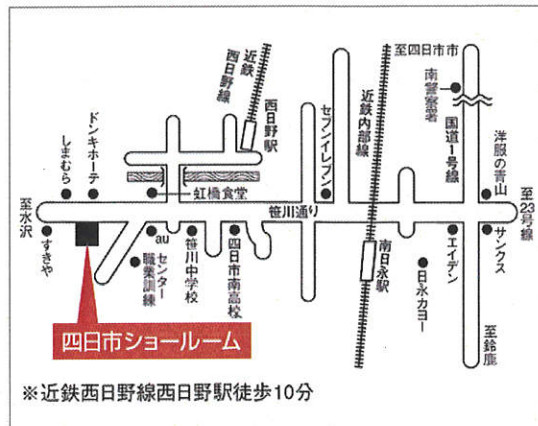 至四日市市
近鉄
西日野線
西日野駅
セブンイレブン
近鉄内部線
南警察署
国道1号線
洋服の青山
至23号線
ドンキホーテ
しまむら
虹橋食堂
笹川通り
至水沢
すきや
au
職業訓練
センター
笹川中学校
四日市南高校
南日永駅
日永カヨー
エイデン
サンクス
至鈴鹿
四日市ショールーム
※近鉄西日野線西日野駅徒歩10分